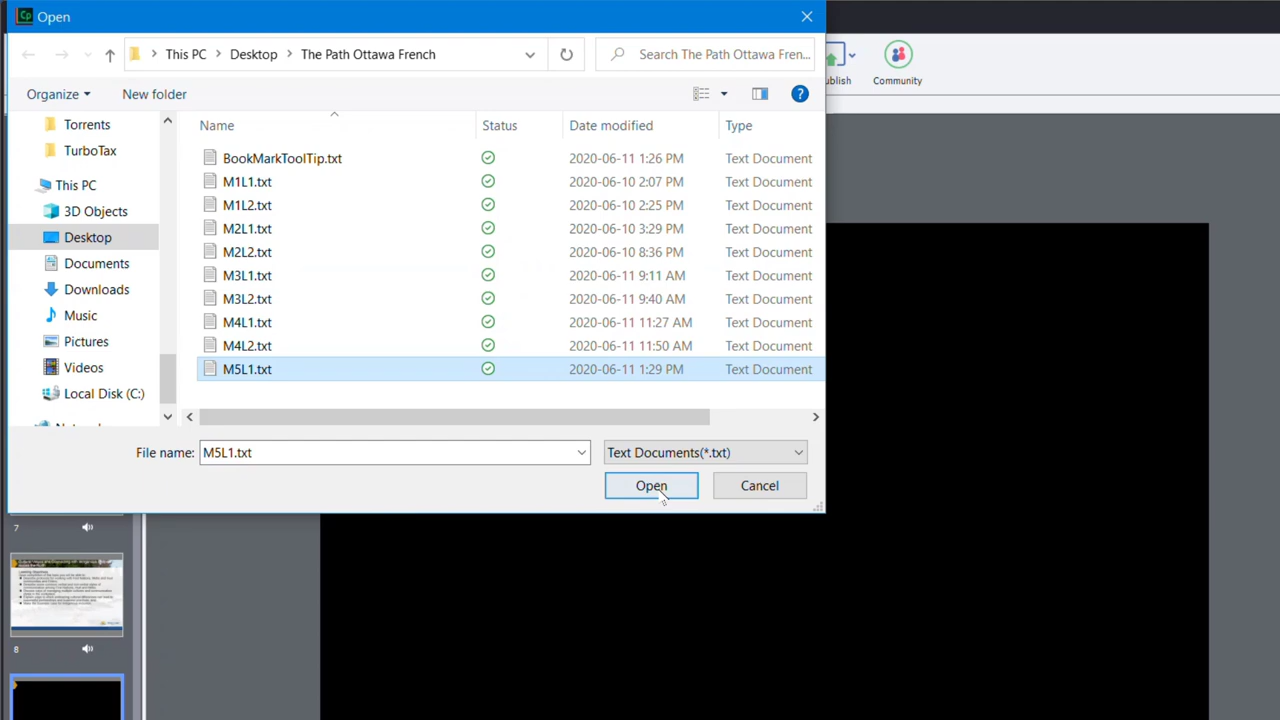 Cp Open
This PC > Desktop > The Path Ottawa French
Search The Path Ottawa Fren...
ublish
Community
Organize
New folder
?
Torrents
TurboTax
This PC
3D Objects
Desktop
Documents
Downloads
Music
Pictures
Videos
Local Disk (C:)
Name Status Date modified Type
BookMarkToolTip.txt 2020-06-11 1:26 PM Text Document
M1L1.txt 2020-06-10 2:07 PM Text Document
M1L2.txt 2020-06-10 2:25 PM Text Document
M2L1.txt 2020-06-10 3:29 PM Text Document
M2L2.txt 2020-06-10 8:36 PM Text Document
M3L1.txt 2020-06-11 9:11 AM Text Document
M3L2.txt 2020-06-11 9:40 AM Text Document
M4L1.txt 2020-06-11 11:27 AM Text Document
M4L2.txt 2020-06-11 11:50 AM Text Document
M5L1.txt 2020-06-11 1:29 PM Text Document
File name: M5L1.txt
Text Documents(*.txt)
Open
Cancel
7
8